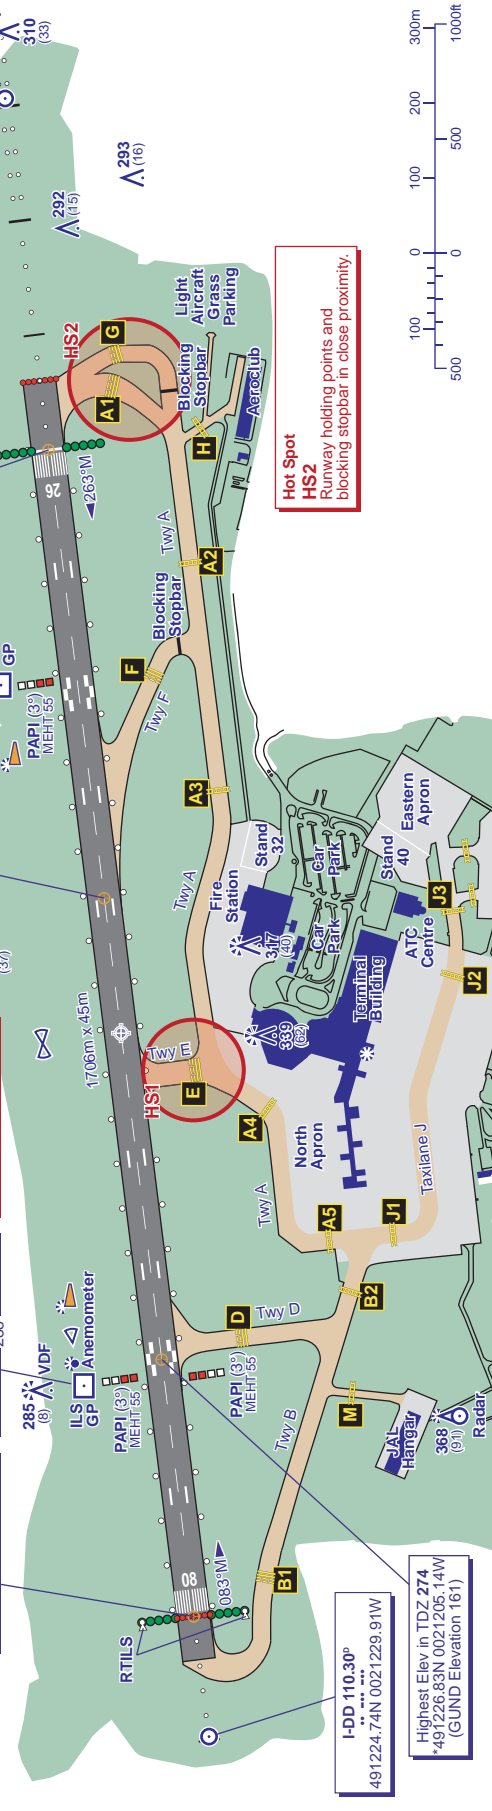 310
(33)
292
(15)
293
(16)
300m
200
100
0
100
1000ft
500
0
500
HS2
G
A1
Light
Aircraft
Grass
Parking
Blocking
Stopbar
H
Aeroclub
Hot Spot
HS2
Runway holding points and
blocking stopbar in close proximity.
26
263°M
Twy A
A2
Blocking
Stopbar
F
Twy F
GP
PAPI (3°)
MEHT 55
A3
Twy A
Fire
Station
Stand
32
Car
Park
Car
Park
Stand
40
Eastern
Apron
317
(40)
ATC
Centre
J3
J2
Terminal
Building
339
(62)
(37)
1706m x 45m
Twy E
HS1
E
A4
North
Apron
Twy A
A5
J1
Taxilane J
B2
D
Twy D
PAPI (3°)
MEHT 55
Anemometer
VDF
285
(8)
ILS
GP
PAPI (3°)
MEHT 55
M
JAL
Hangar
368
(91)
Radar
Twy B
B1
08
083°M
RTILS
I-DD 110.30ᴰ
491224.74N 0021229.91W
Highest Elev in TDZ 274
*491226.83N 0021205.14W
(GUND Elevation 161)